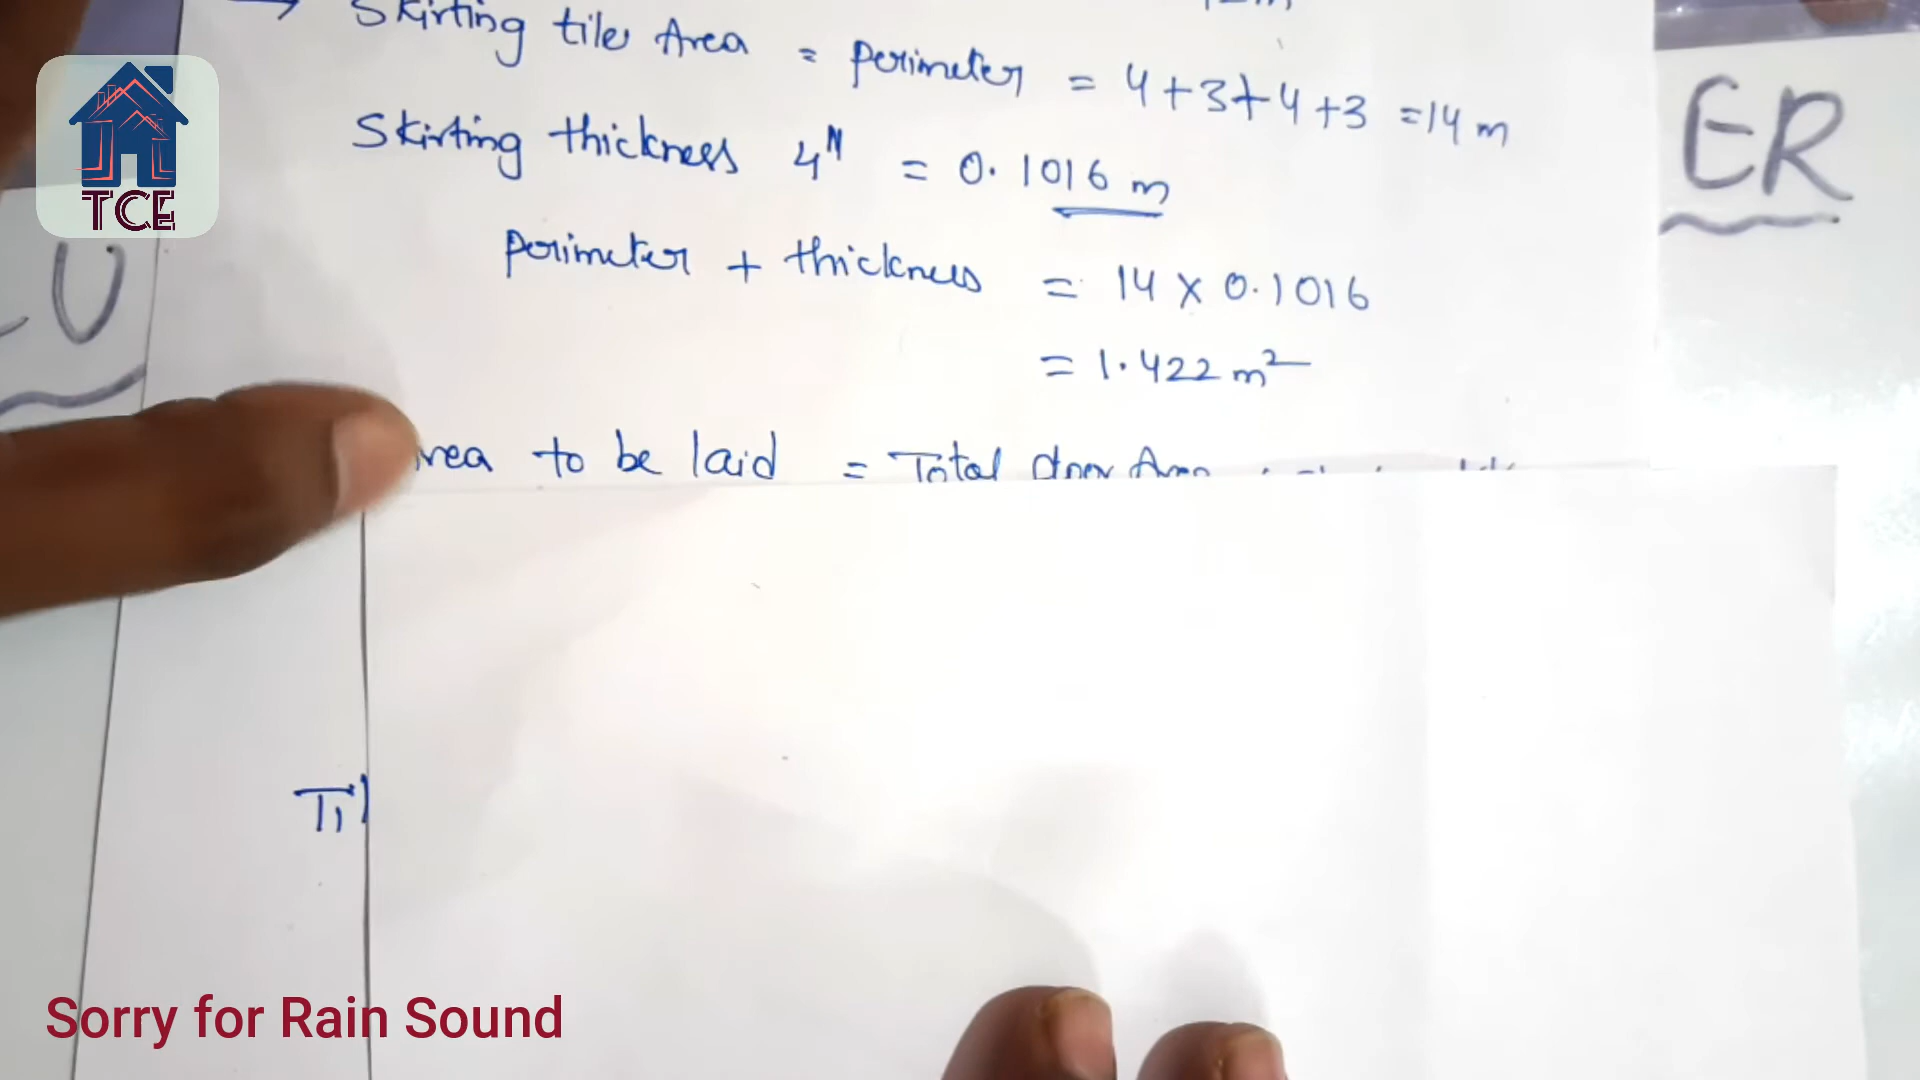 Skirting tile Area = Perimeter = 4+3+4+3 =14 m
Skirting thickness 4" = 0.1016 m
Perimeter + thickness = 14 x 0.1016
= 1.422 m²
to be laid = Total
ER
U
TCE
Sorry for Rain Sound